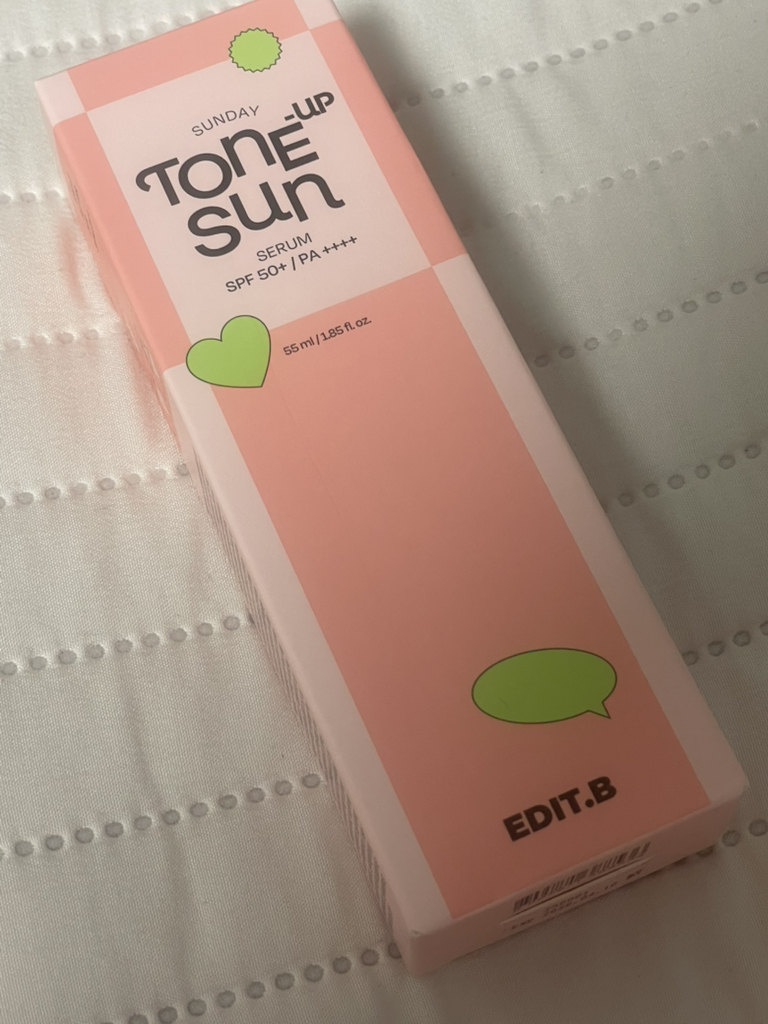 SUNDAY
TONE-UP
SUN
SERUM
SPF 50+ / PA ++++
55 ml / 1.85 fl. oz.
EDIT.B